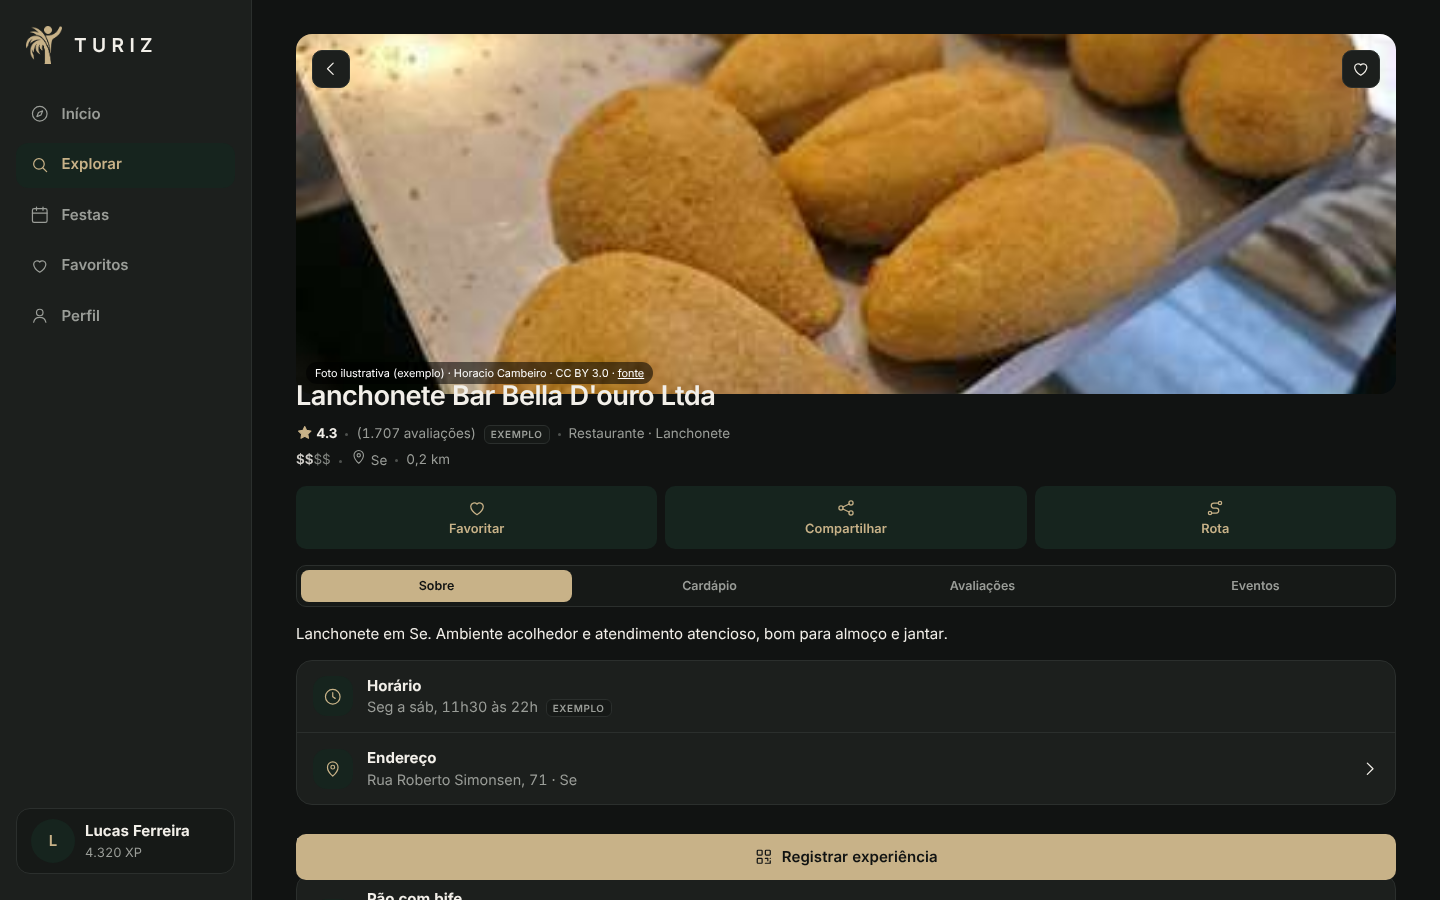 TURIZ
Início
Explorar
Festas
Favoritos
Perfil
Foto ilustrativa (exemplo) · Horacio Cambeiro · CC BY 3.0 · fonte
Lanchonete Bar Bella D'ouro Ltda
4.3 · (1.707 avaliações) EXEMPLO · Restaurante · Lanchonete
$$$$ · Se · 0,2 km
Favoritar
Compartilhar
Rota
Sobre
Cardápio
Avaliações
Eventos
Lanchonete em Se. Ambiente acolhedor e atendimento atencioso, bom para almoço e jantar.
Horário
Seg a sáb, 11h30 às 22h EXEMPLO
Endereço
Rua Roberto Simonsen, 71 · Se
Registrar experiência
Pão com bife
L
Lucas Ferreira
4.320 XP